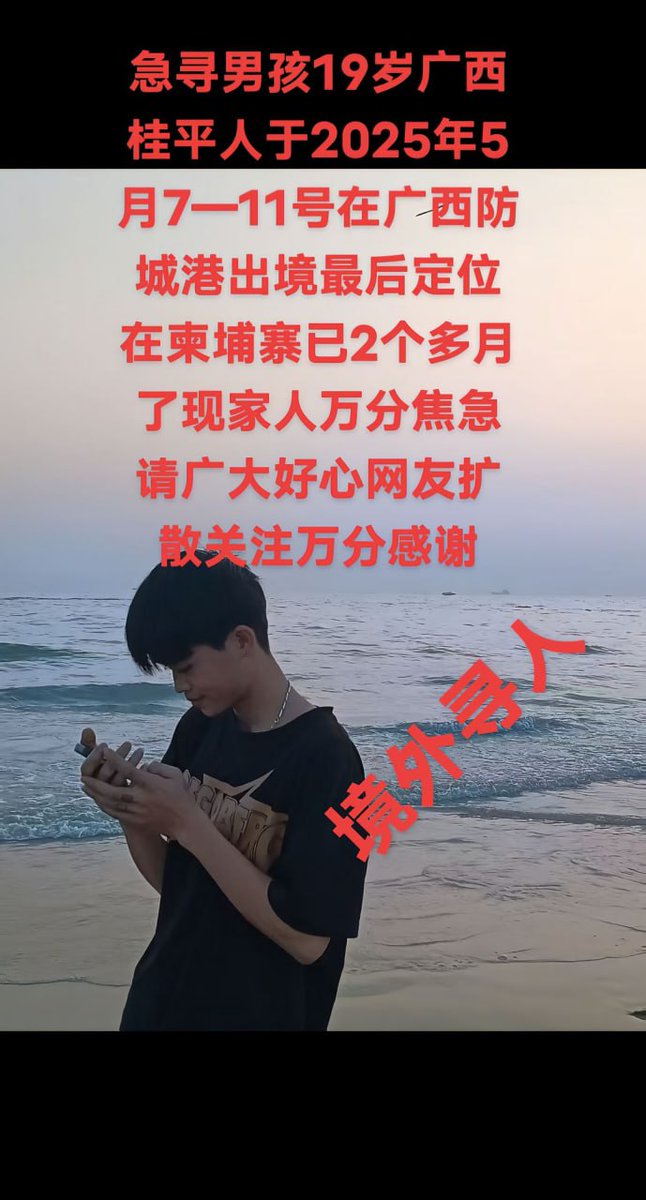 急寻男孩19岁广西
桂平人于2025年5
月7—11号在广西防
城港出境最后定位
在柬埔寨已2个多月
了现家人万分焦急
请广大好心网友扩
散关注万分感谢
境外寻人